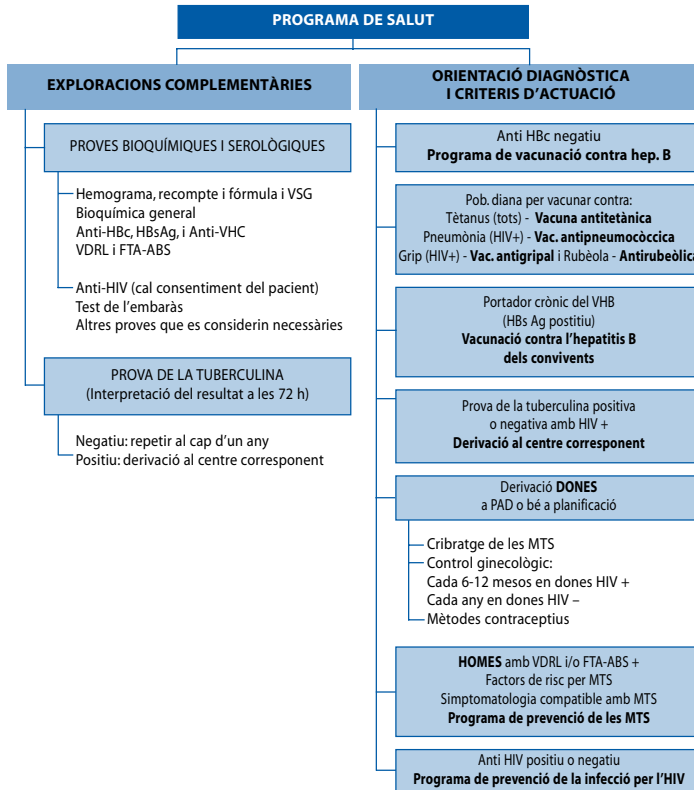 PROGRAMA DE SALUT
EXPLORACIONS COMPLEMENTÀRIES
PROVES BIOQUÍMIQUES I SEROLÒGIQUES
Hemograma, recompte i fórmula i VSG
Bioquímica general
Anti-HBc, HBsAg, i Anti-VHC
VDRL i FTA-ABS
Anti-HIV (cal consentiment del pacient)
Test de l'embaràs
Altres proves que es considerin necessàries
PROVA DE LA TUBERCULINA
(Interpretació del resultat a les 72 h)
Negatiu: repetir al cap d'un any
Positiu: derivació al centre corresponent
ORIENTACIÓ DIAGNÒSTICA
I CRITERIS D'ACTUACIÓ
Anti HBc negatiu
Programa de vacunació contra hep. B
Pob. diana per vacunar contra:
Tètanus (tots) - Vacuna antitetànica
Pneumònia (HIV+) - Vac. antipneumocòccica
Grip (HIV+) - Vac. antigripal i Rubèola - Antirubeòlica
Portador crònic del VHB
(HBs Ag postitiu)
Vacunació contra l'hepatitis B
dels convivents
Prova de la tuberculina positiva
o negativa amb HIV +
Derivació al centre corresponent
Derivació DONES
a PAD o bé a planificació
Cribratge de les MTS
Control ginecològic:
Cada 6-12 mesos en dones HIV +
Cada any en dones HIV –
Mètodes contraceptius
HOMES amb VDRL i/o FTA-ABS +
Factors de risc per MTS
Simptomatologia compatible amb MTS
Programa de prevenció de les MTS
Anti HIV positiu o negatiu
Programa de prevenció de la infecció per l'HIV